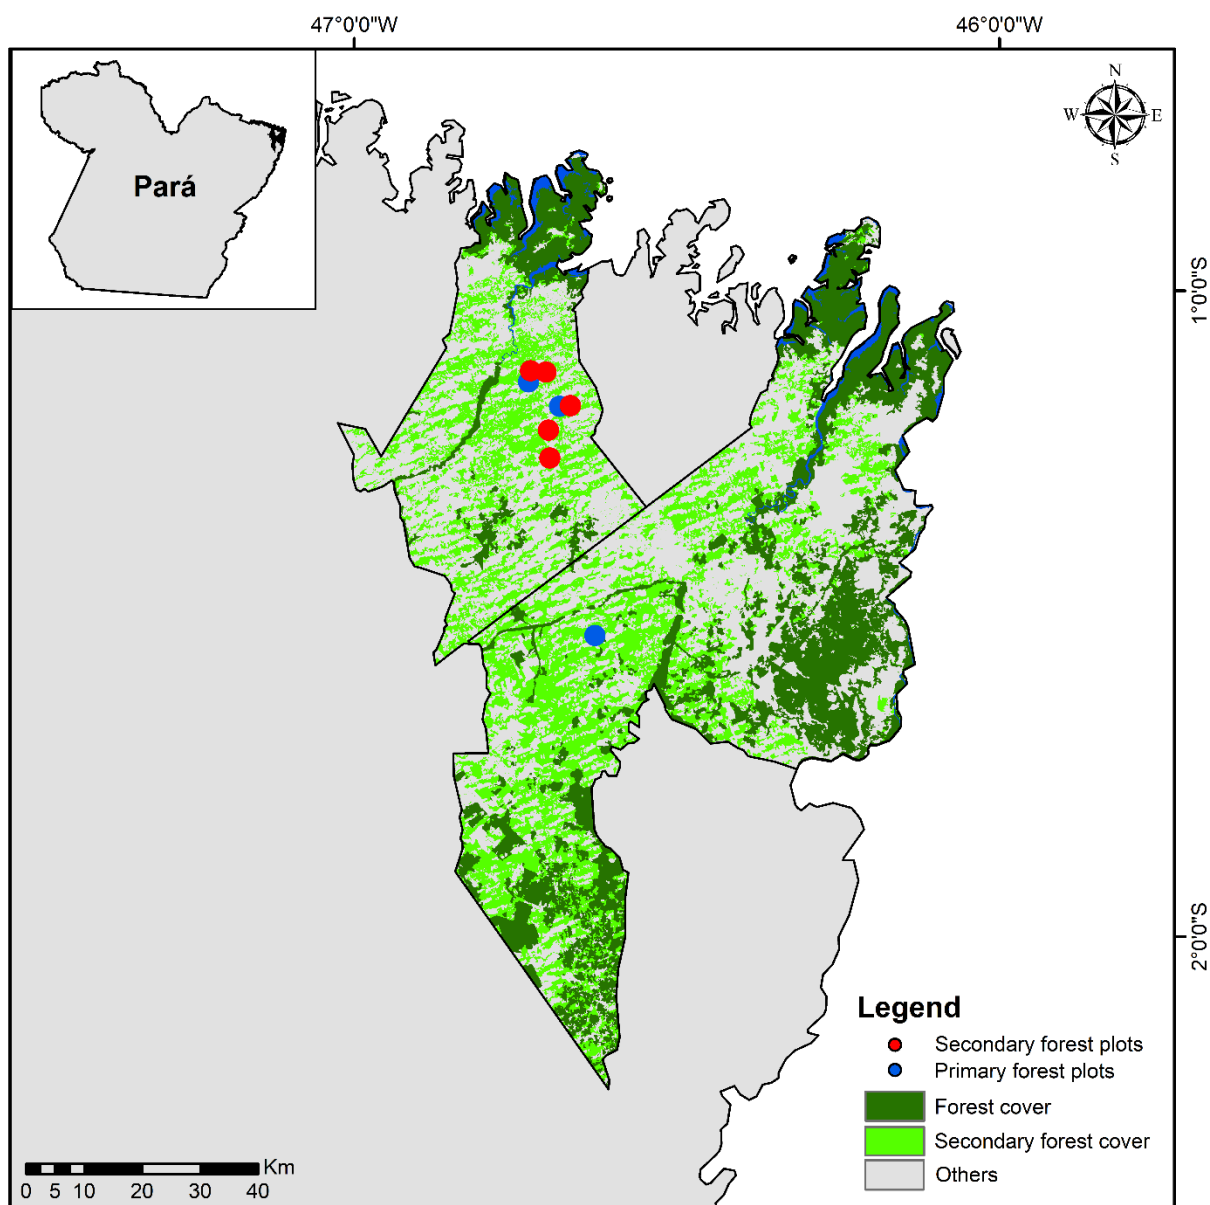 47°0'0"W
46°0'0"W
Pará
N
W E
S
1°0'0"S
2°0'0"S
Legend
Secondary forest plots
Primary forest plots
Forest cover
Secondary forest cover
Others
Km
0 5 10 20 30 40